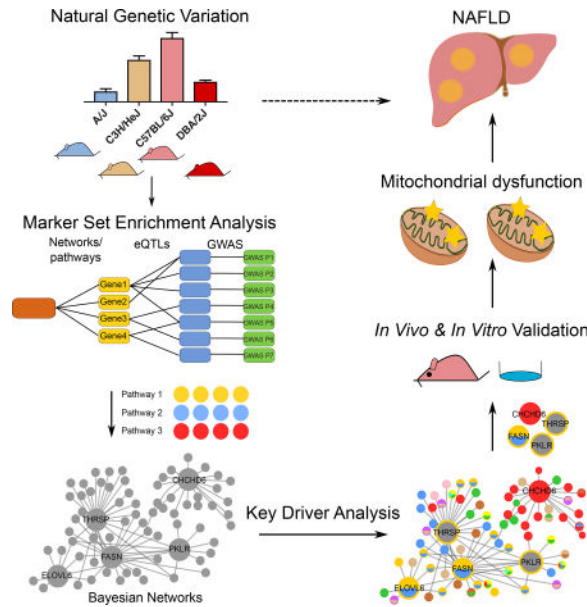 Natural Genetic Variation
NAFLD
A/J
C3H/HeJ
C57BL/6J
DBA/2J
Mitochondrial dysfunction
Marker Set Enrichment Analysis
Networks/
pathways
eQTLs
GWAS
Gene1
Gene2
Gene3
Gene4
GWAS P1
GWAS P2
GWAS P3
GWAS P4
GWAS P5
GWAS P6
GWAS P7
In Vivo & In Vitro Validation
Pathway 1
Pathway 2
Pathway 3
CHCHD6
THRSP
FASN
PKLR
CHCHD6
THRSP
FASN
PKLR
ELOVL6
Bayesian Networks
Key Driver Analysis
CHCHD6
THRSP
FASN
PKLR
ELOVL6